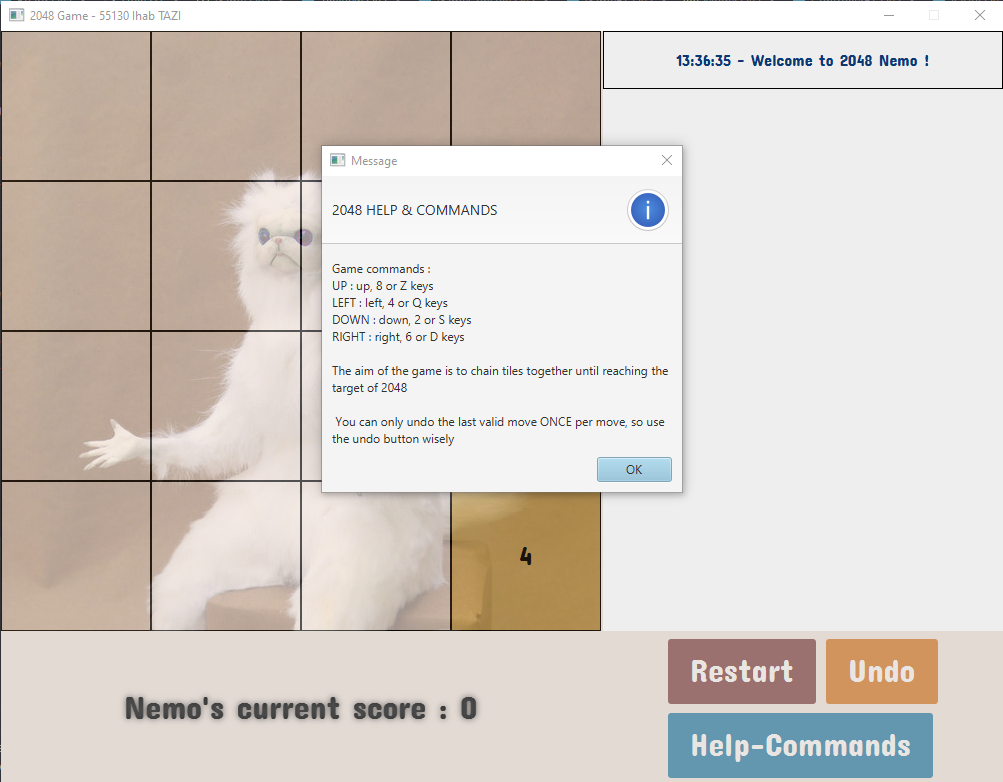 2048 Game - 55130 Ihab TAZI
13:36:35 - Welcome to 2048 Nemo !
Message
2048 HELP & COMMANDS
Game commands :
UP : up, 8 or Z keys
LEFT : left, 4 or Q keys
DOWN : down, 2 or S keys
RIGHT : right, 6 or D keys
The aim of the game is to chain tiles together until reaching the
target of 2048
You can only undo the last valid move ONCE per move, so use
the undo button wisely
OK
4
Nemo's current score : 0
Restart
Undo
Help-Commands